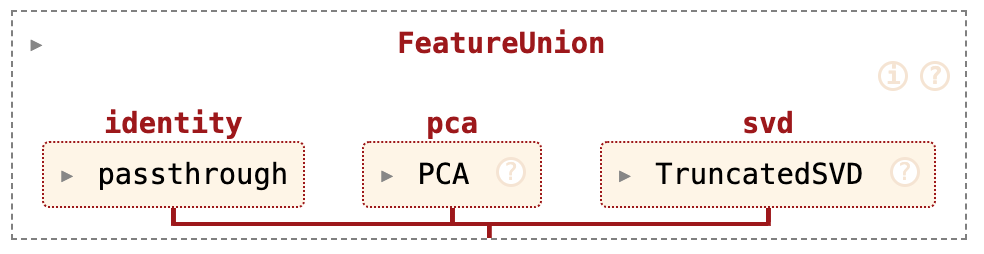 FeatureUnion
i ?
identity pca svd
passthrough PCA ? TruncatedSVD ?